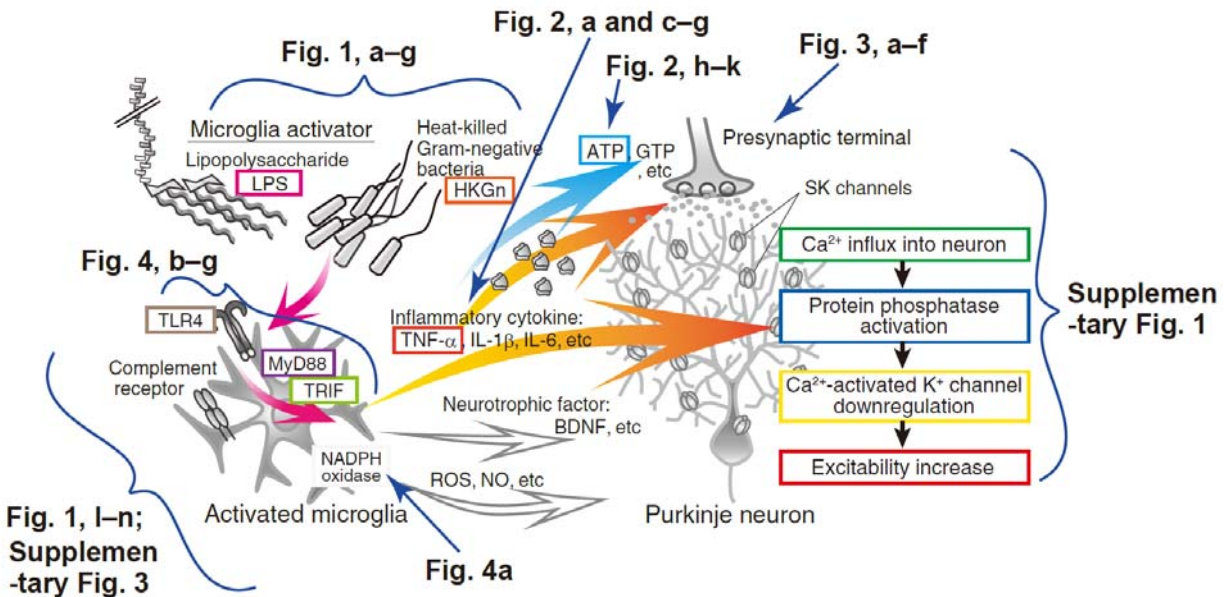 Fig. 2, a and c–g
Fig. 1, a–g
Fig. 2, h–k
Fig. 3, a–f
Microglia activator
Lipopolysaccharide
LPS
Heat-killed
Gram-negative
bacteria
HKGn
ATP, GTP
, etc
Presynaptic terminal
SK channels
Fig. 4, b–g
TLR4
MyD88
TRIF
Complement
receptor
NADPH
oxidase
Inflammatory cytokine:
TNF-α, IL-1β, IL-6, etc
Neurotrophic factor:
BDNF, etc
ROS, NO, etc
Ca²⁺ influx into neuron
Protein phosphatase
activation
Ca²⁺-activated K⁺ channel
downregulation
Excitability increase
Supplemen
-tary Fig. 1
Activated microglia
Purkinje neuron
Fig. 1, l–n;
Supplemen
-tary Fig. 3
Fig. 4a